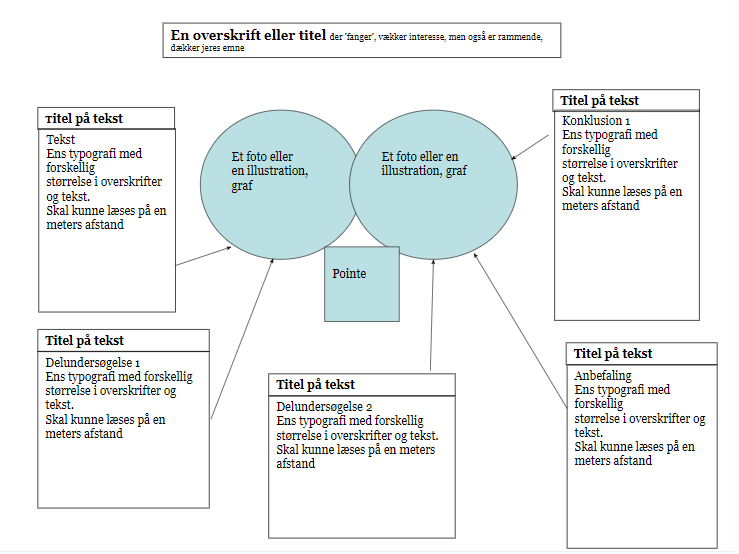 En overskrift eller titel der 'fanger', vækker interesse, men også er rammende,
dækker jeres emne
Titel på tekst
Tekst
Ens typografi med
forskellig
størrelse i overskrifter
og tekst.
Skal kunne læses på en
meters afstand
Et foto eller
en illustration,
graf
Et foto eller en
illustration, graf
Pointe
Titel på tekst
Konklusion 1
Ens typografi med
forskellig
størrelse i overskrifter
og tekst.
Skal kunne læses på en
meters afstand
Titel på tekst
Delundersøgelse 1
Ens typografi med forskellig
størrelse i overskrifter og
tekst.
Skal kunne læses på en
meters afstand
Titel på tekst
Delundersøgelse 2
Ens typografi med forskellig
størrelse i overskrifter og tekst.
Skal kunne læses på en meters
afstand
Titel på tekst
Anbefaling
Ens typografi med
forskellig
størrelse i overskrifter og
tekst.
Skal kunne læses på en
meters afstand